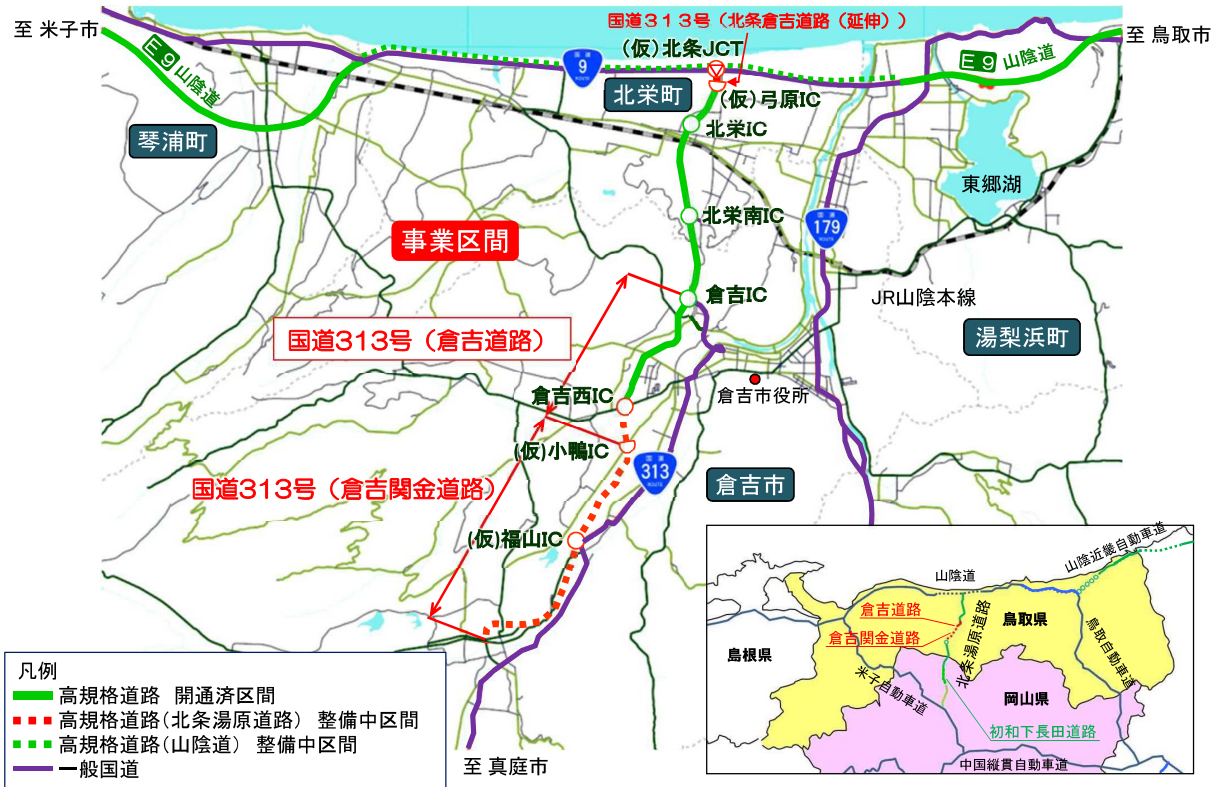 国道313号(北条倉吉道路(延伸))
至 米子市
至 鳥取市
(仮)北条JCT
E9 山陰道
国道
9
ROUTE
E9 山陰道
北栄町
(仮)弓原IC
北栄IC
琴浦町
東郷湖
北栄南IC
国道
179
ROUTE
事業区間
倉吉IC
JR山陰本線
国道313号(倉吉道路)
湯梨浜町
倉吉西IC
倉吉市役所
(仮)小鴨IC
国道
313
ROUTE
国道313号(倉吉関金道路)
倉吉市
(仮)福山IC
至 真庭市
凡例
高規格道路 開通済区間
高規格道路(北条湯原道路) 整備中区間
高規格道路(山陰道) 整備中区間
一般国道
山陰近畿自動車道
山陰道
倉吉道路
倉吉関金道路
北条湯原道路
鳥取県
鳥取自動車道
島根県
米子自動車道
岡山県
初和下長田道路
中国縦貫自動車道